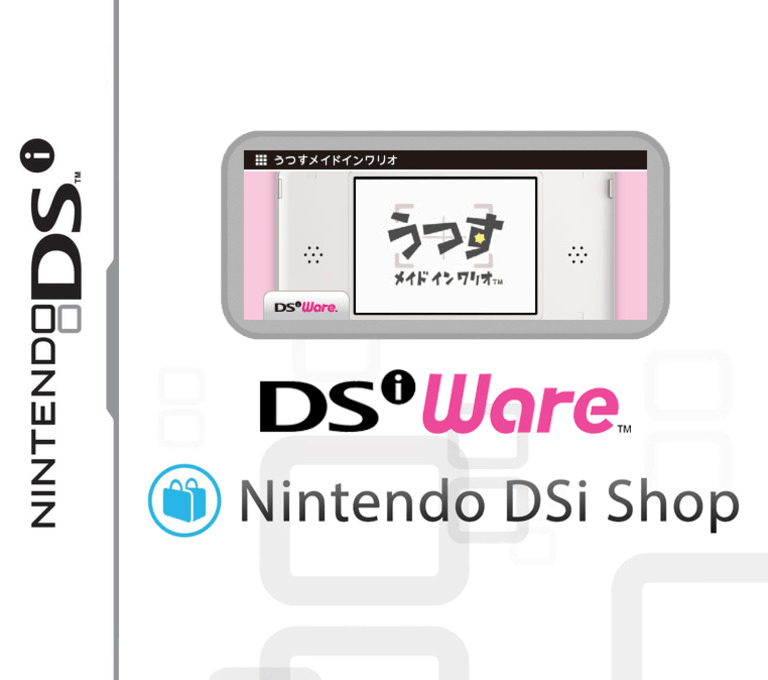 NINTENDO DSi™
うつすメイドインワリオ
うつす
メイド イン ワリオ™
DSiWare.
DSiWare™
Nintendo DSi Shop